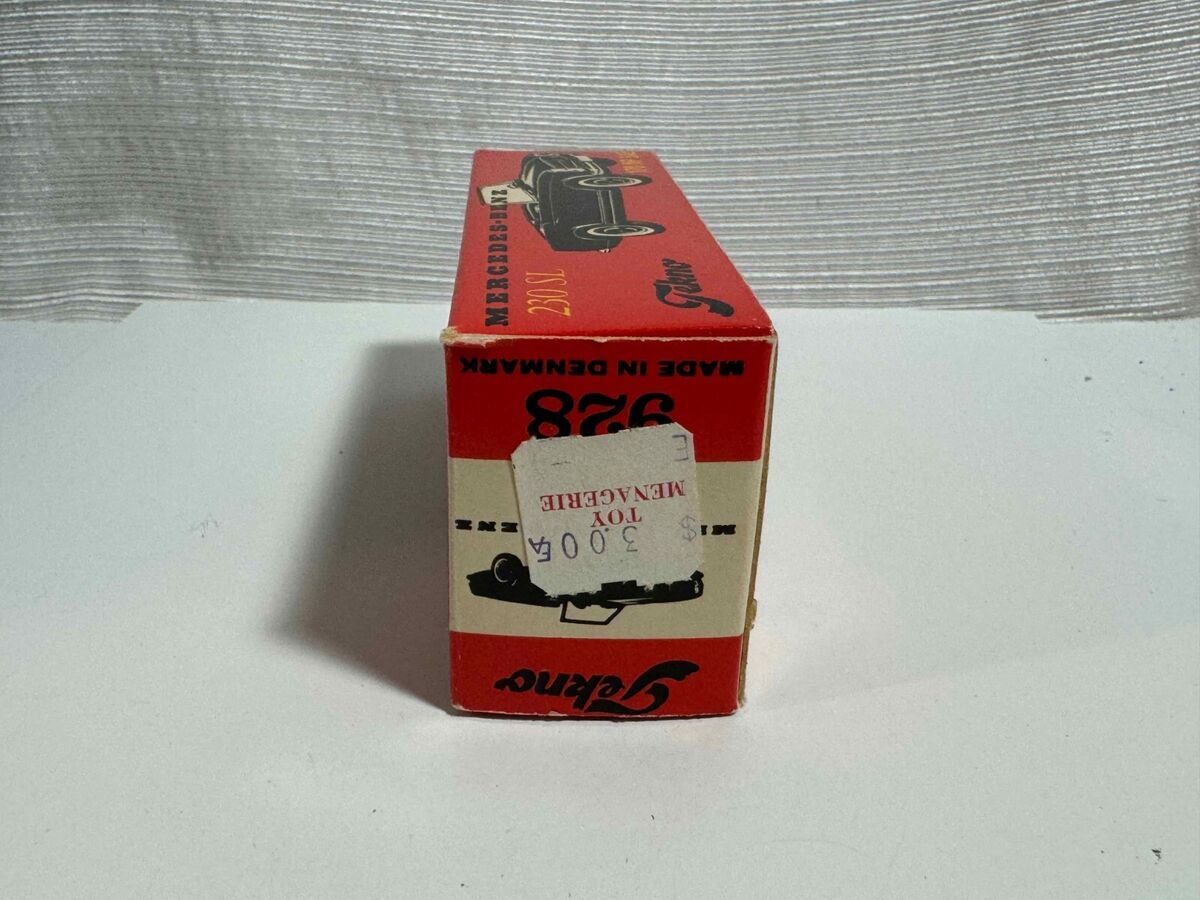 MERCEDES-BENZ
230 SL
Tekno
MADE IN DENMARK
928
TOY
MENAGERIE
$ 3.00
Tekno